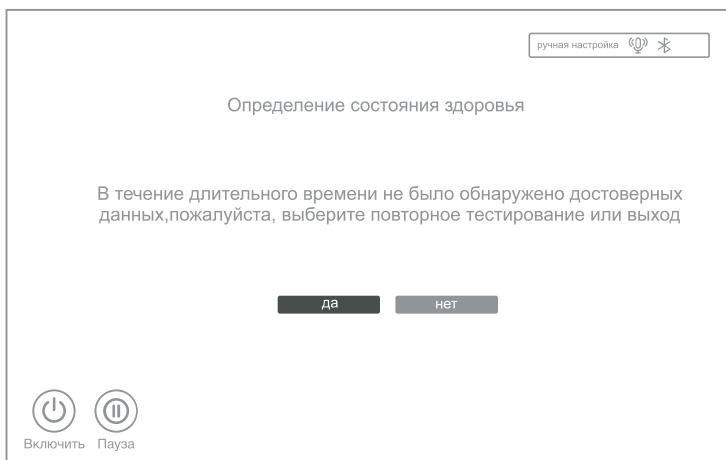 ручная настройка
Определение состояния здоровья
В течение длительного времени не было обнаружено достоверных
данных,пожалуйста, выберите повторное тестирование или выход
да нет
Включить Пауза